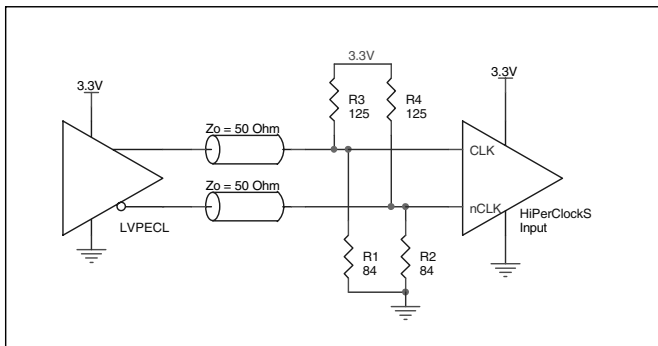 3.3V
3.3V
3.3V
R3
125
R4
125
Zo = 50 Ohm
CLK
Zo = 50 Ohm
nCLK
HiPerClockS
Input
LVPECL
R1
84
R2
84